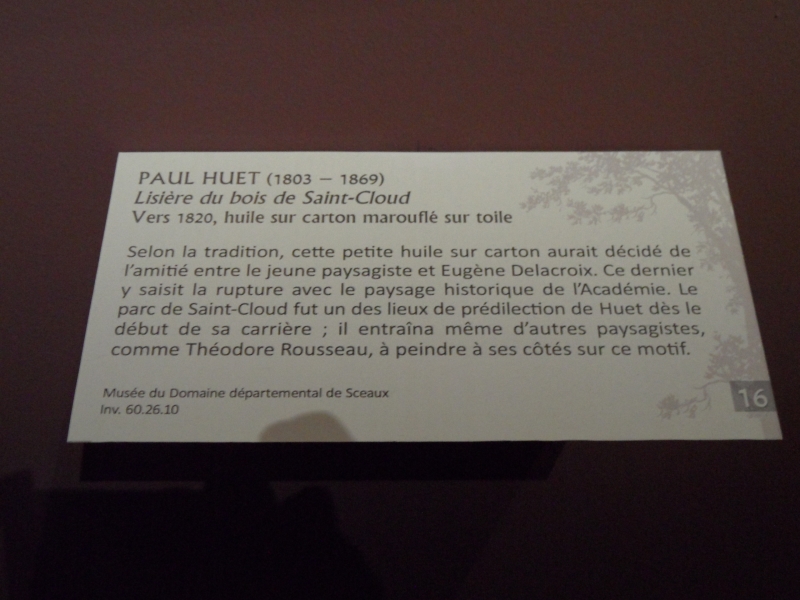 PAUL HUET (1803 – 1869)
Lisière du bois de Saint-Cloud
Vers 1820, huile sur carton marouflé sur toile
Selon la tradition, cette petite huile sur carton aurait décidé de
l'amitié entre le jeune paysagiste et Eugène Delacroix. Ce dernier
y saisit la rupture avec le paysage historique de l'Académie. Le
parc de Saint-Cloud fut un des lieux de prédilection de Huet dès le
début de sa carrière ; il entraîna même d'autres paysagistes,
comme Théodore Rousseau, à peindre à ses côtés sur ce motif.
Musée du Domaine départemental de Sceaux
Inv. 60.26.10
16